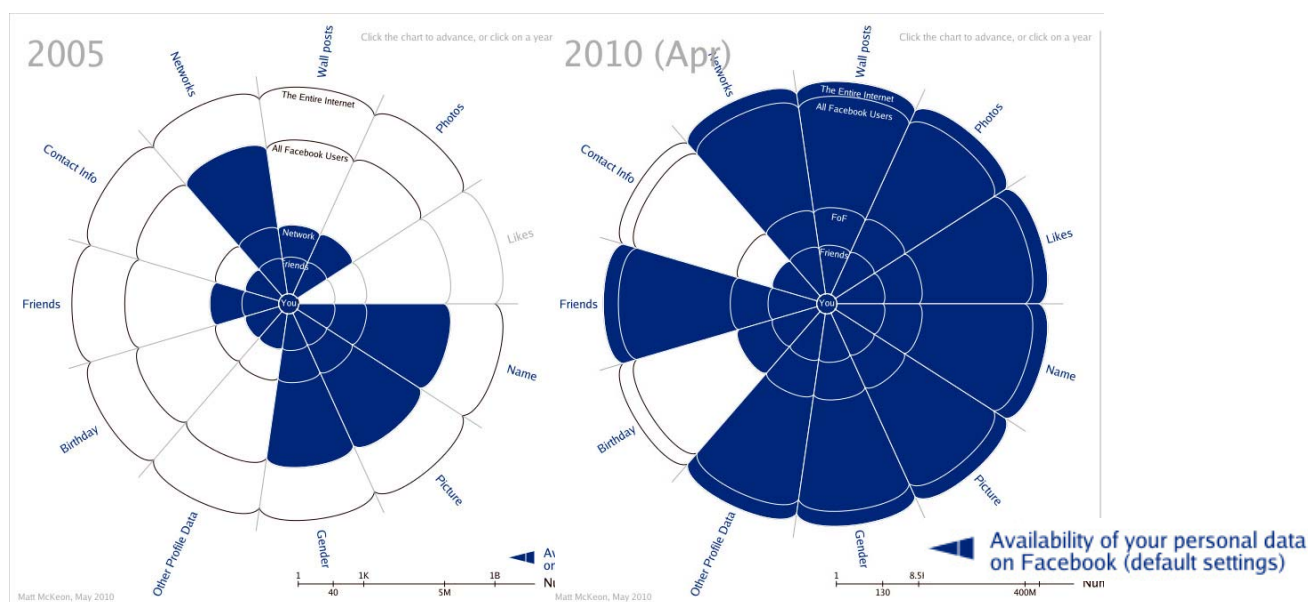 2005
Click the chart to advance, or click on a year
Wall posts
Networks
The Entire Internet
Photos
All Facebook Users
Contact Info
Likes
Network
Friends
You
Friends
Name
Birthday
Picture
Other Profile Data
Gender
1 1K 1B
40 5M
Matt McKeon, May 2010
2010 (Apr)
Click the chart to advance, or click on a year
Wall posts
Networks
The Entire Internet
All Facebook Users
Photos
Contact Info
FoF
Likes
Friends
You
Friends
Name
Birthday
Picture
Other Profile Data
Gender
Availability of your personal data
on Facebook (default settings)
1
130 400M
Matt McKeon, May 2010